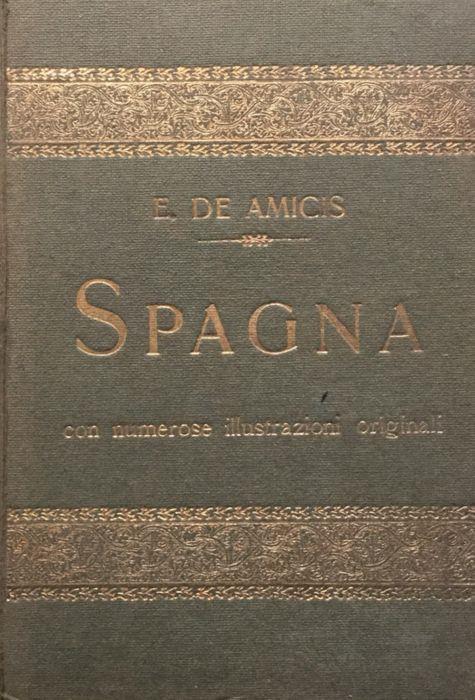 E. DE AMICIS
SPAGNA
con numerose illustrazioni originali